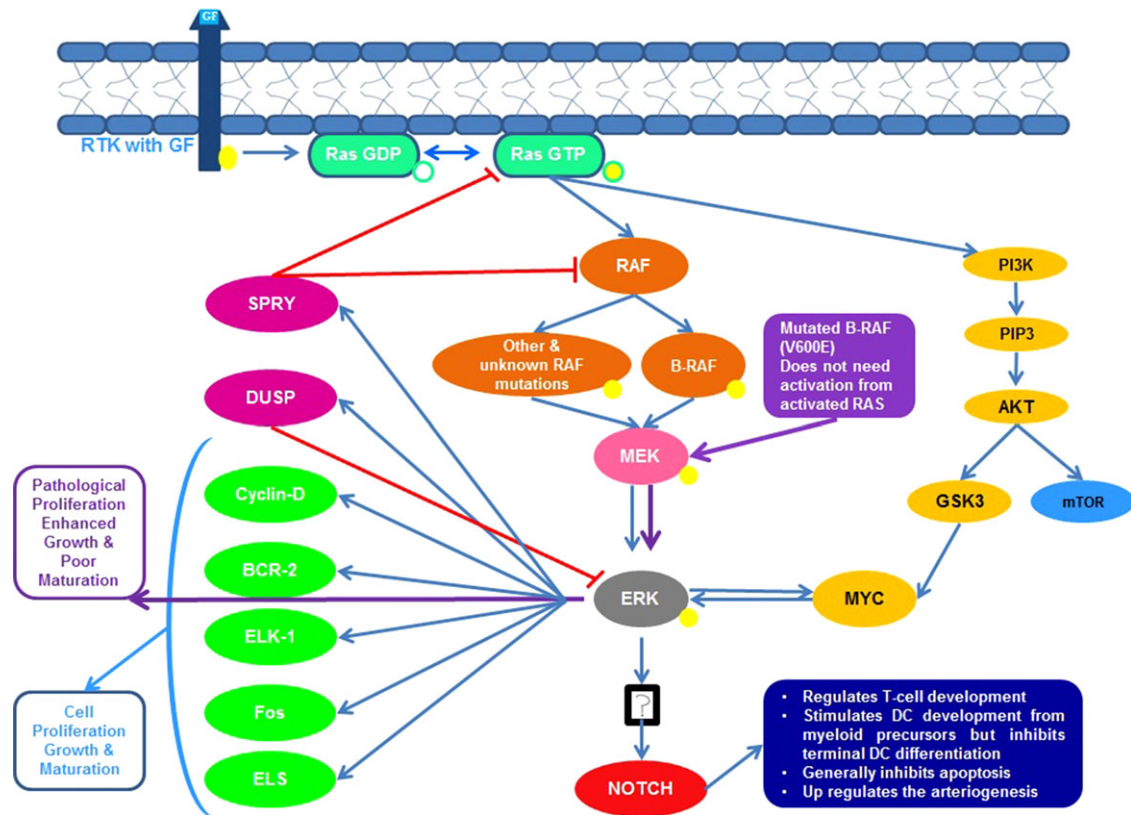 GF
RTK with GF
Ras GDP
Ras GTP
RAF
PI3K
SPRY
Other &
unknown RAF
mutations
B-RAF
Mutated B-RAF
(V600E)
Does not need
activation from
activated RAS
PIP3
DUSP
AKT
MEK
Pathological
Proliferation
Enhanced
Growth &
Poor
Maturation
Cyclin-D
GSK3
mTOR
BCR-2
ERK
MYC
ELK-1
Cell
Proliferation
Growth &
Maturation
Fos
?
• Regulates T-cell development
• Stimulates DC development from
myeloid precursors but inhibits
terminal DC differentiation
• Generally inhibits apoptosis
• Up regulates the arteriogenesis
ELS
NOTCH